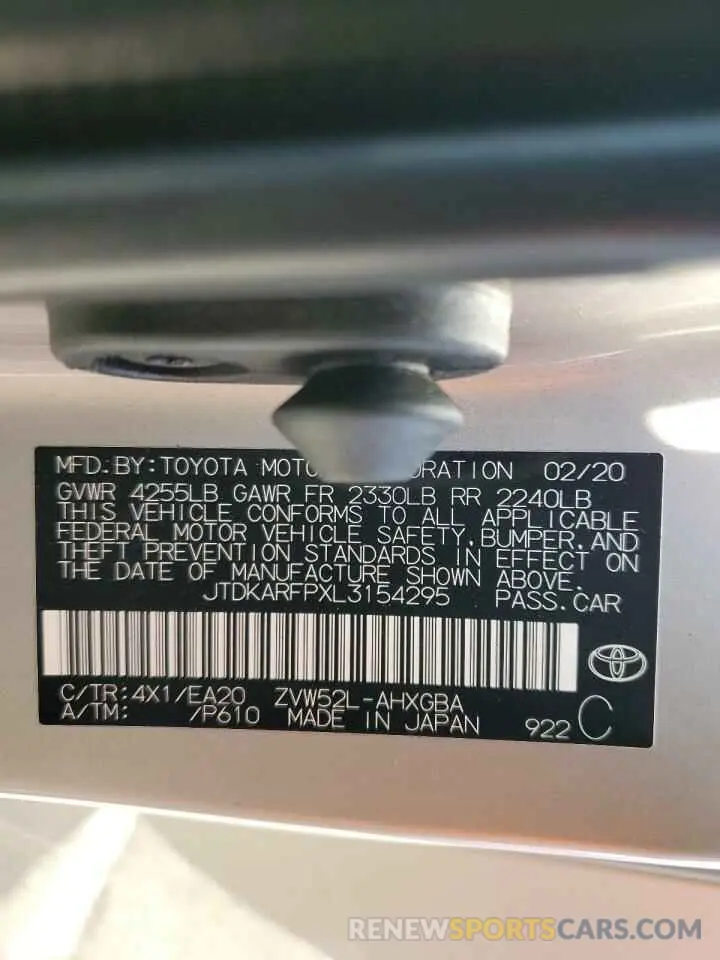 MFD. BY: TOYOTA MOTO ORATION 02/20
GVWR 4255LB GAWR FR 2330LB RR 2240LB
THIS VEHICLE CONFORMS TO ALL APPLICABLE
FEDERAL MOTOR VEHICLE SAFETY, BUMPER, AND
THEFT PREVENTION STANDARDS IN EFFECT ON
THE DATE OF MANUFACTURE SHOWN ABOVE.
JTDKARFPXL3154295 PASS. CAR
C/TR: 4X1/EA20 ZVW52L-AHXGBA C
A/TM: /P610 MADE IN JAPAN 922
RENEWSPORTSCARS.COM